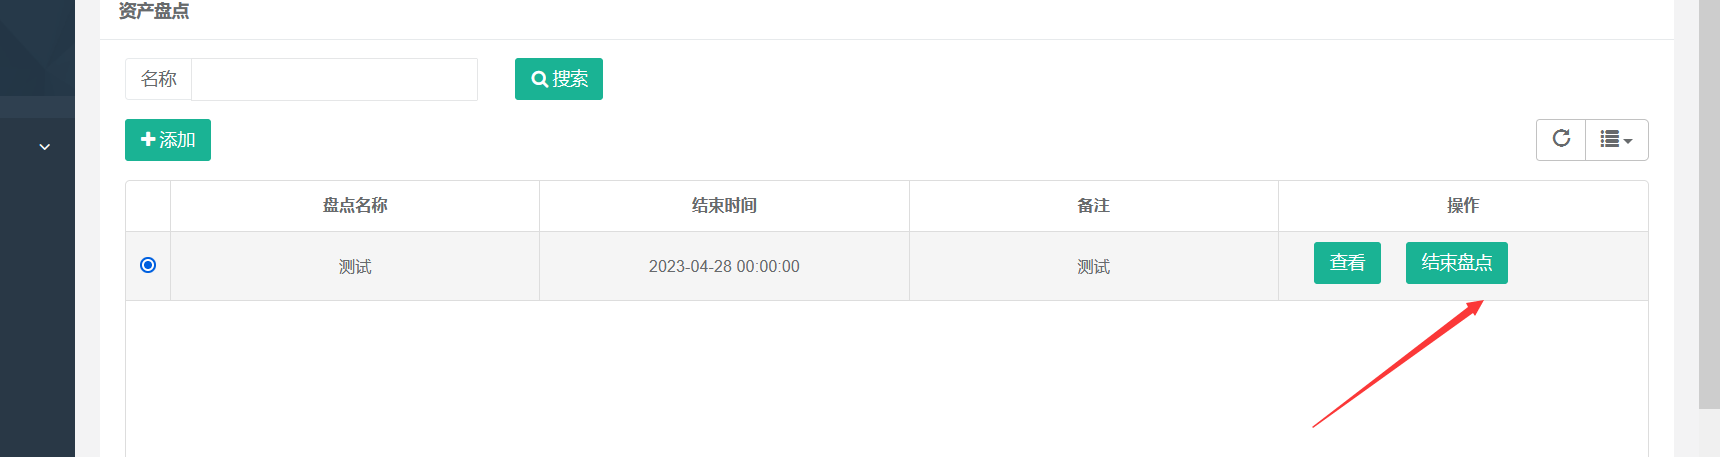 资产盘点
名称
搜索
添加
盘点名称 结束时间 备注 操作
测试 2023-04-28 00:00:00 测试 查看 结束盘点